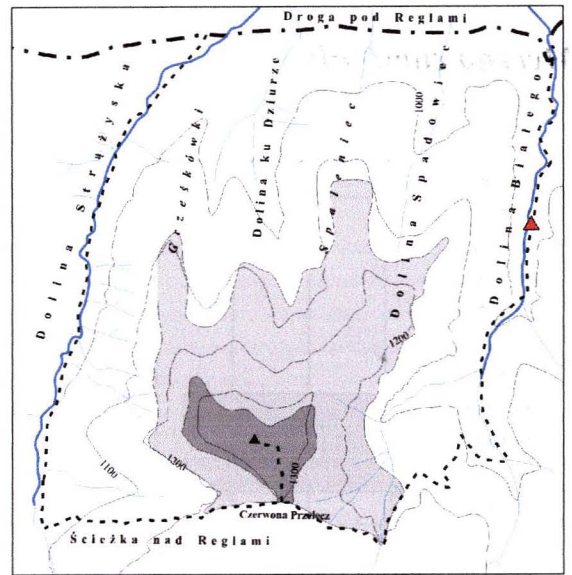 Droga pod Reglami
Dolina Strążyska
Grześkówki
Dolina ku Dziurze
Spaleniec
1000
Dolina Spadowiec
Dolina Białego
1200
1100
1200
1300
Czerwona Przełęcz
Ścieżka nad Reglami